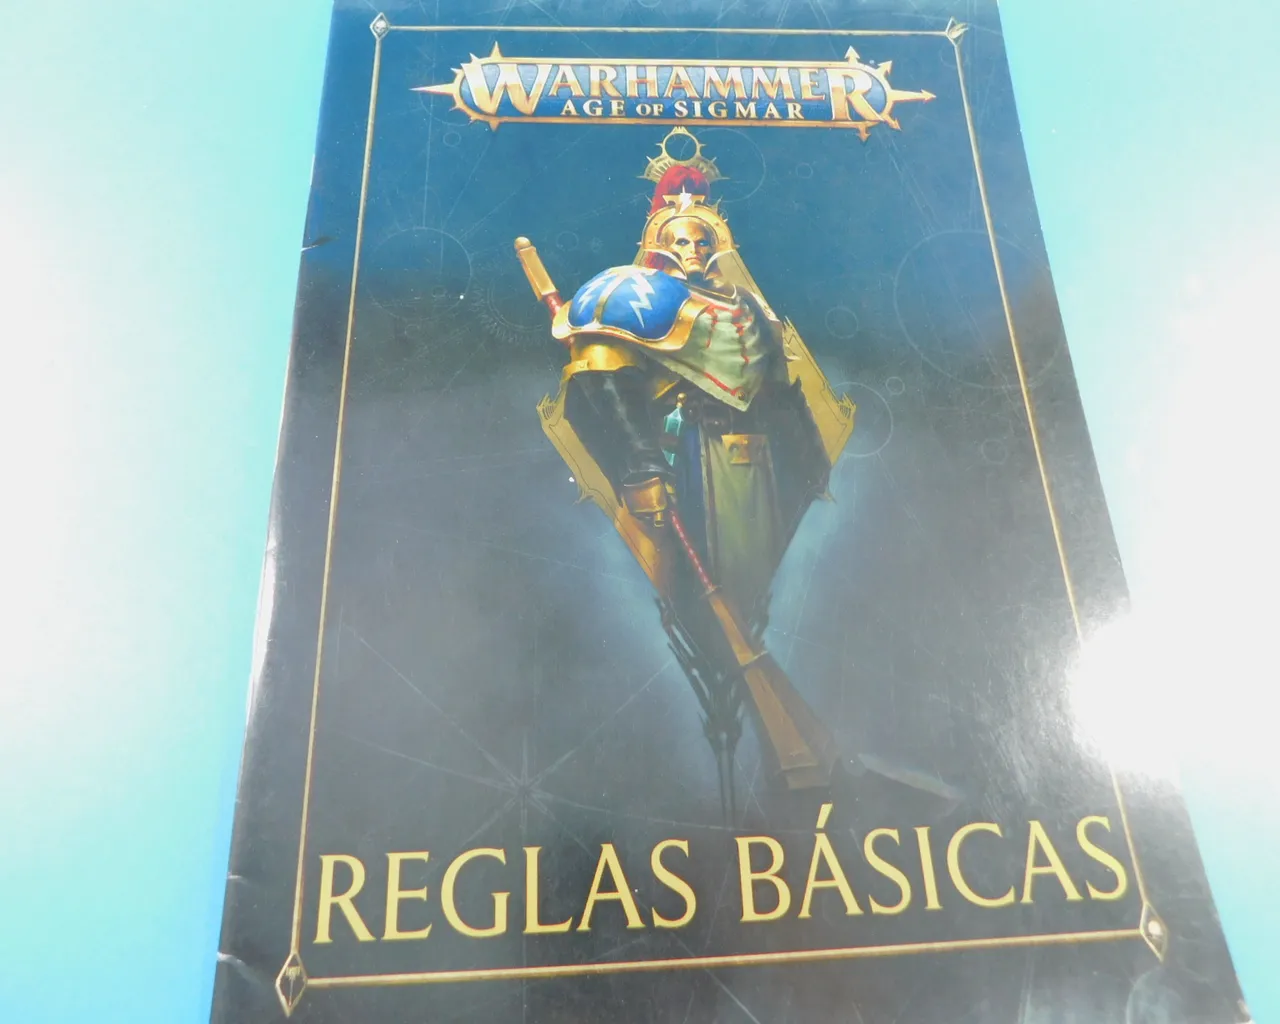 WARHAMMER
AGE OF SIGMAR
REGLAS BÁSICAS